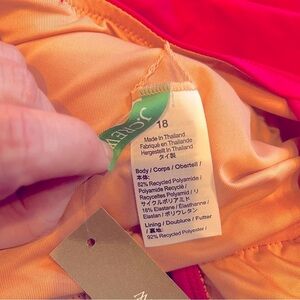 J.CREW
18
Made in Thailand
Fabriqué en Thaïlande
Hergestellt in Thailand
タイ製
Body / Corps / Oberteil /
本体:
82% Recycled Polyamide /
Polyamide Recyclé /
Recyceltes Polyamid / リ
サイクルポリアミド
18% Elastane / Élasthanne /
Elastan / ポリウレタン
Lining / Doublure / Futter
/ 裏地:
92% Recycled Polyester /